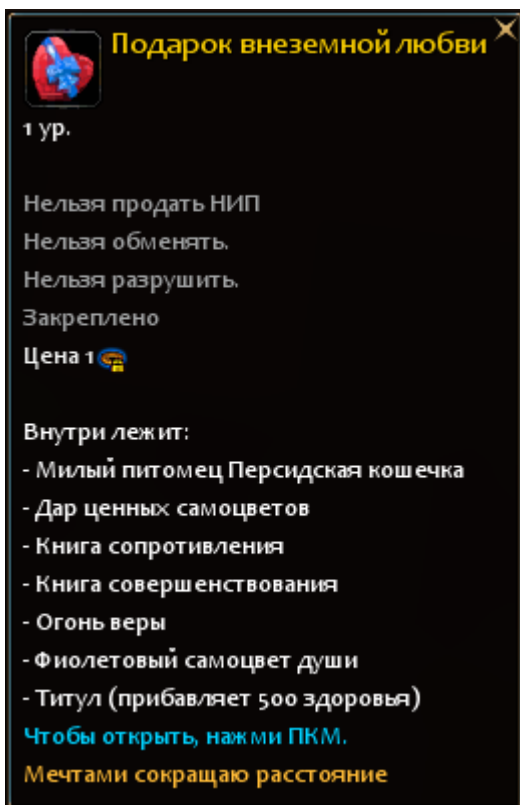 Подарок внеземной любви
1 ур.
Нельзя продать НИП
Нельзя обменять.
Нельзя разрушить.
Закреплено
Цена 1
Внутри лежит:
- Милый питомец Персидская кошечка
- Дар ценных самоцветов
- Книга сопротивления
- Книга совершенствования
- Огонь веры
- Фиолетовый самоцвет души
- Титул (прибавляет 500 здоровья)
Чтобы открыть, нажми ПКМ.
Мечтами сокращаю расстояние